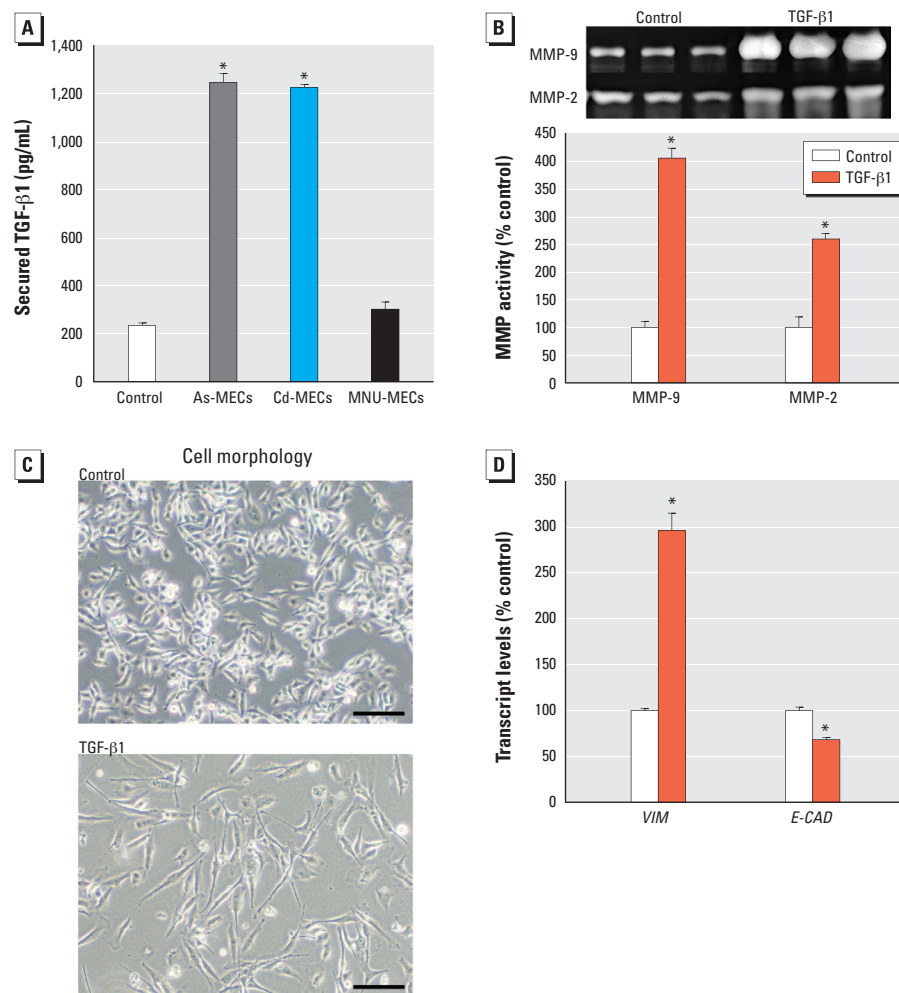 A
Secured TGF-β1 (pg/mL)
1,400
1,200
1,000
800
600
400
200
0
*
*
Control
As-MECs
Cd-MECs
MNU-MECs
B
Control
TGF-β1
MMP-9
MMP-2
MMP activity (% control)
450
400
350
300
250
200
150
100
50
0
*
*
Control
TGF-β1
MMP-9
MMP-2
C
Cell morphology
Control
TGF-β1
D
Transcript levels (% control)
350
300
250
200
150
100
50
0
*
*
VIM
E-CAD